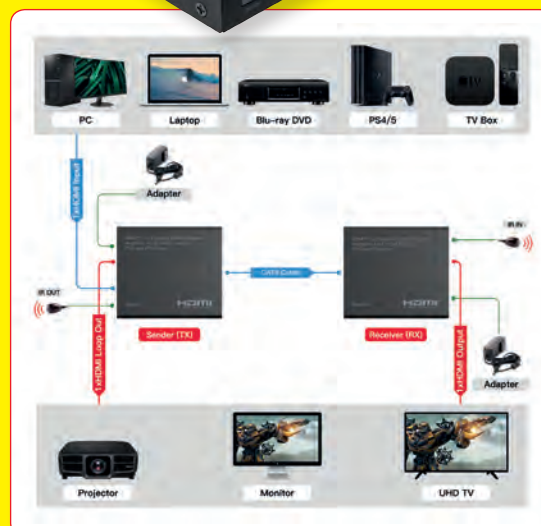 PC
Laptop
Blu-ray DVD
PS4/5
TV Box
tv
1xHDMI Input
Adapter
IR IN
CAT6 Cable
IR OUT
HDMI
HDMI
Sender (TX)
Receiver (RX)
1xHDMI Loop Out
1xHDMI Output
Adapter
Projector
Monitor
UHD TV